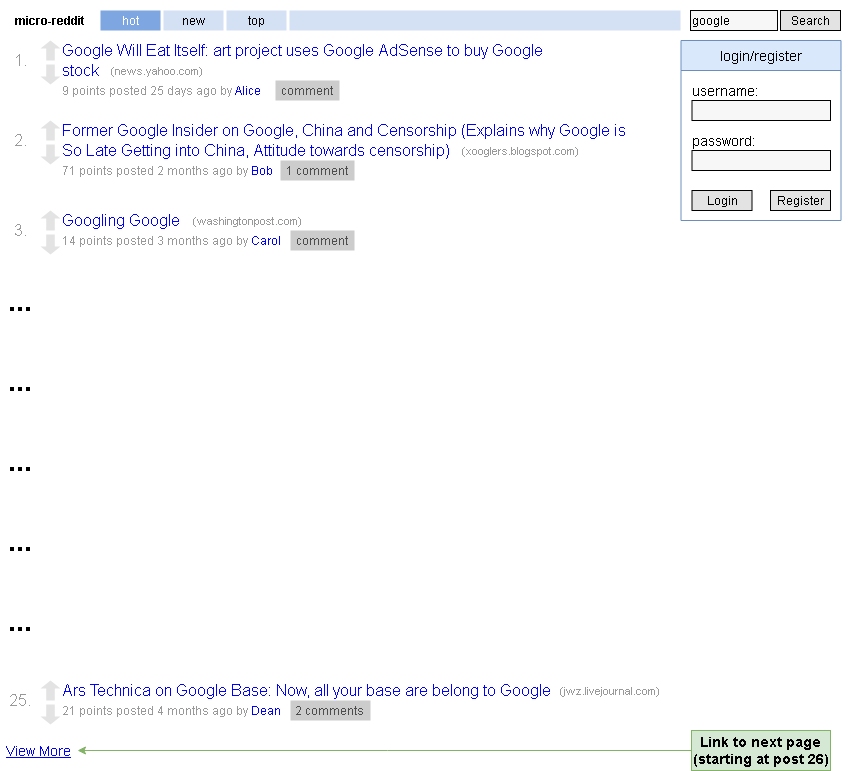 micro-reddit hot new top google Search
login/register
1. Google Will Eat Itself: art project uses Google AdSense to buy Google
stock (news.yahoo.com)
9 points posted 25 days ago by Alice comment
username:
password:
Login Register
2. Former Google Insider on Google, China and Censorship (Explains why Google is
So Late Getting into China, Attitude towards censorship) (xooglers.blogspot.com)
71 points posted 2 months ago by Bob 1 comment
3. Googling Google (washingtonpost.com)
14 points posted 3 months ago by Carol comment
...
...
...
...
...
25. Ars Technica on Google Base: Now, all your base are belong to Google (jwz.livejournal.com)
21 points posted 4 months ago by Dean 2 comments
View More
Link to next page
(starting at post 26)